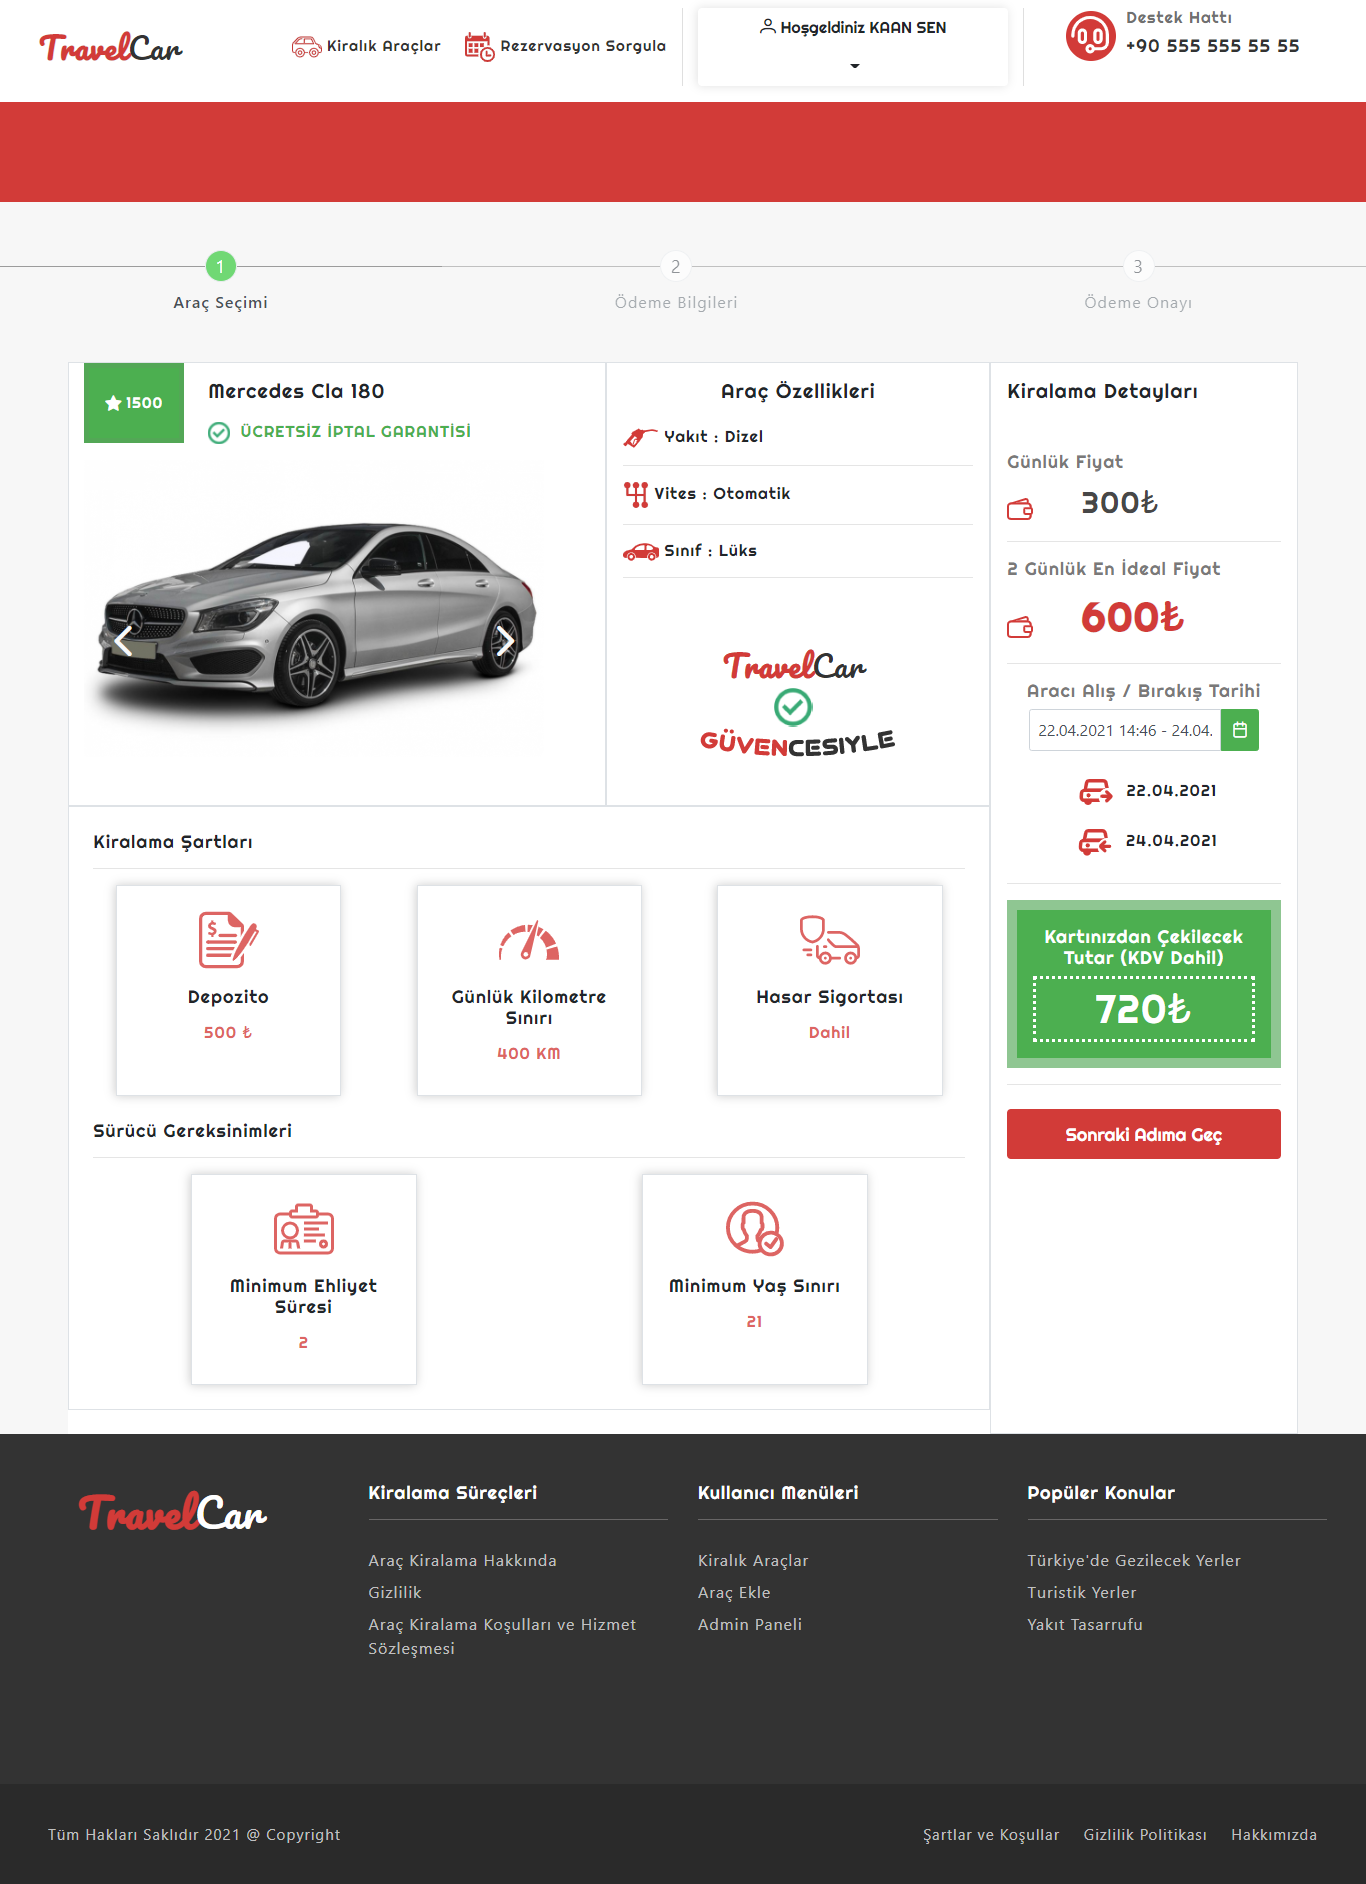 TravelCar
Kiralık Araçlar
Rezervasyon Sorgula
Hoşgeldiniz KAAN SEN
Destek Hattı
+90 555 555 55 55
1
Araç Seçimi
2
Ödeme Bilgileri
3
Ödeme Onayı
1500
Mercedes Cla 180
ÜCRETSİZ İPTAL GARANTİSİ
Araç Özellikleri
Yakıt : Dizel
Vites : Otomatik
Sınıf : Lüks
TravelCar
GÜVENCESIYLE
Kiralama Detayları
Günlük Fiyat
300₺
2 Günlük En İdeal Fiyat
600₺
Aracı Alış / Bırakış Tarihi
22.04.2021 14:46 - 24.04.
22.04.2021
24.04.2021
Kartınızdan Çekilecek
Tutar (KDV Dahil)
720₺
Sonraki Adıma Geç
Kiralama Şartları
Depozito
500 ₺
Günlük Kilometre
Sınırı
400 KM
Hasar Sigortası
Dahil
Sürücü Gereksinimleri
Minimum Ehliyet
Süresi
2
Minimum Yaş Sınırı
21
TravelCar
Kiralama Süreçleri
Araç Kiralama Hakkında
Gizlilik
Araç Kiralama Koşulları ve Hizmet
Sözleşmesi
Kullanıcı Menüleri
Kiralık Araçlar
Araç Ekle
Admin Paneli
Popüler Konular
Türkiye'de Gezilecek Yerler
Turistik Yerler
Yakıt Tasarrufu
Tüm Hakları Saklıdır 2021 @ Copyright
Şartlar ve Koşullar
Gizlilik Politikası
Hakkımızda